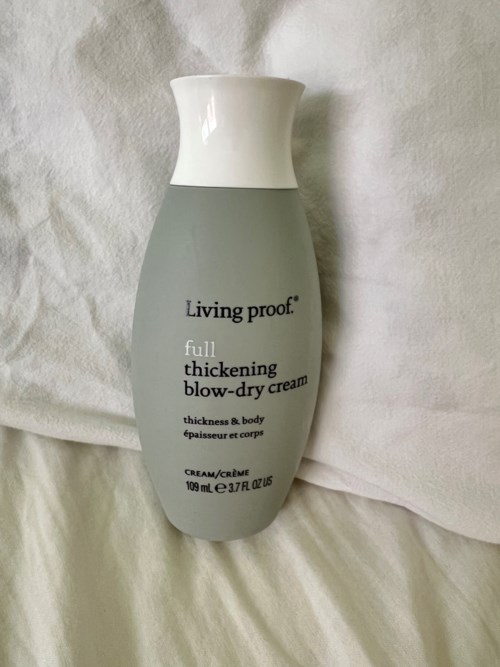 Living proof.®
full
thickening
blow-dry cream
thickness & body
épaisseur et corps
CREAM/CRÈME
109 mL ℮ 3.7 FL OZ US